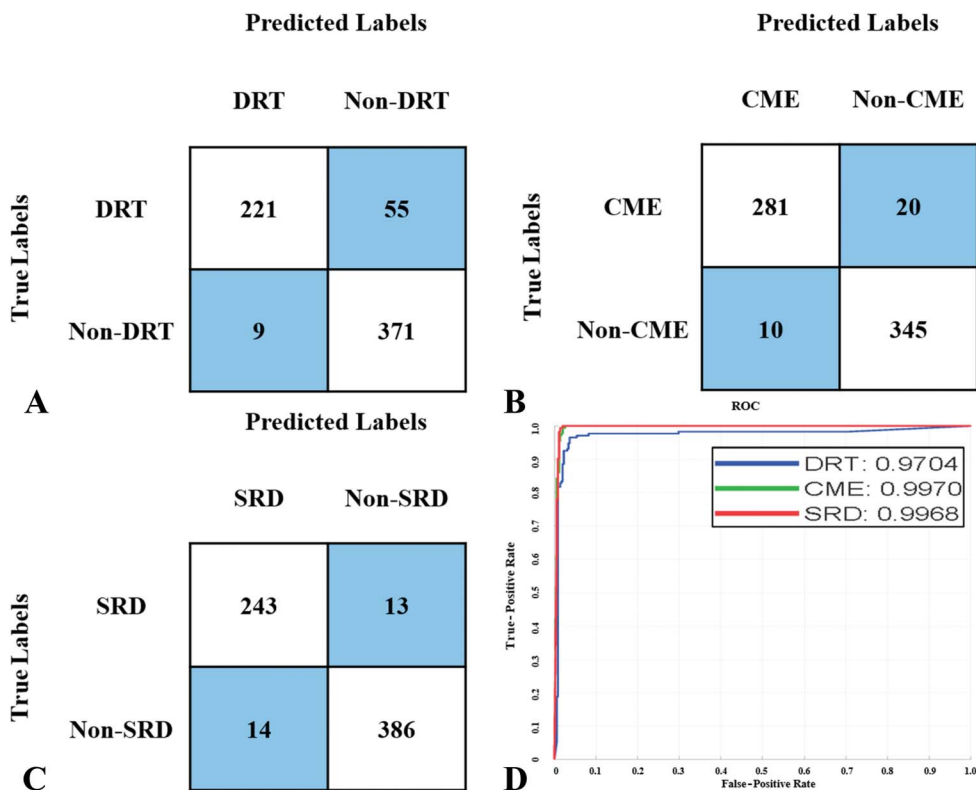 Predicted Labels
DRT Non-DRT
True Labels
DRT 221 55
Non-DRT 9 371
A
Predicted Labels
CME Non-CME
True Labels
CME 281 20
Non-CME 10 345
B
Predicted Labels
SRD Non-SRD
True Labels
SRD 243 13
Non-SRD 14 386
C
ROC
DRT: 0.9704
CME: 0.9970
SRD: 0.9968
True-Positive Rate
1.0
0.9
0.8
0.7
0.6
0.5
0.4
0.3
0.2
0.1
0
0 0.1 0.2 0.3 0.4 0.5 0.6 0.7 0.8 0.9 1.0
False-Positive Rate
D